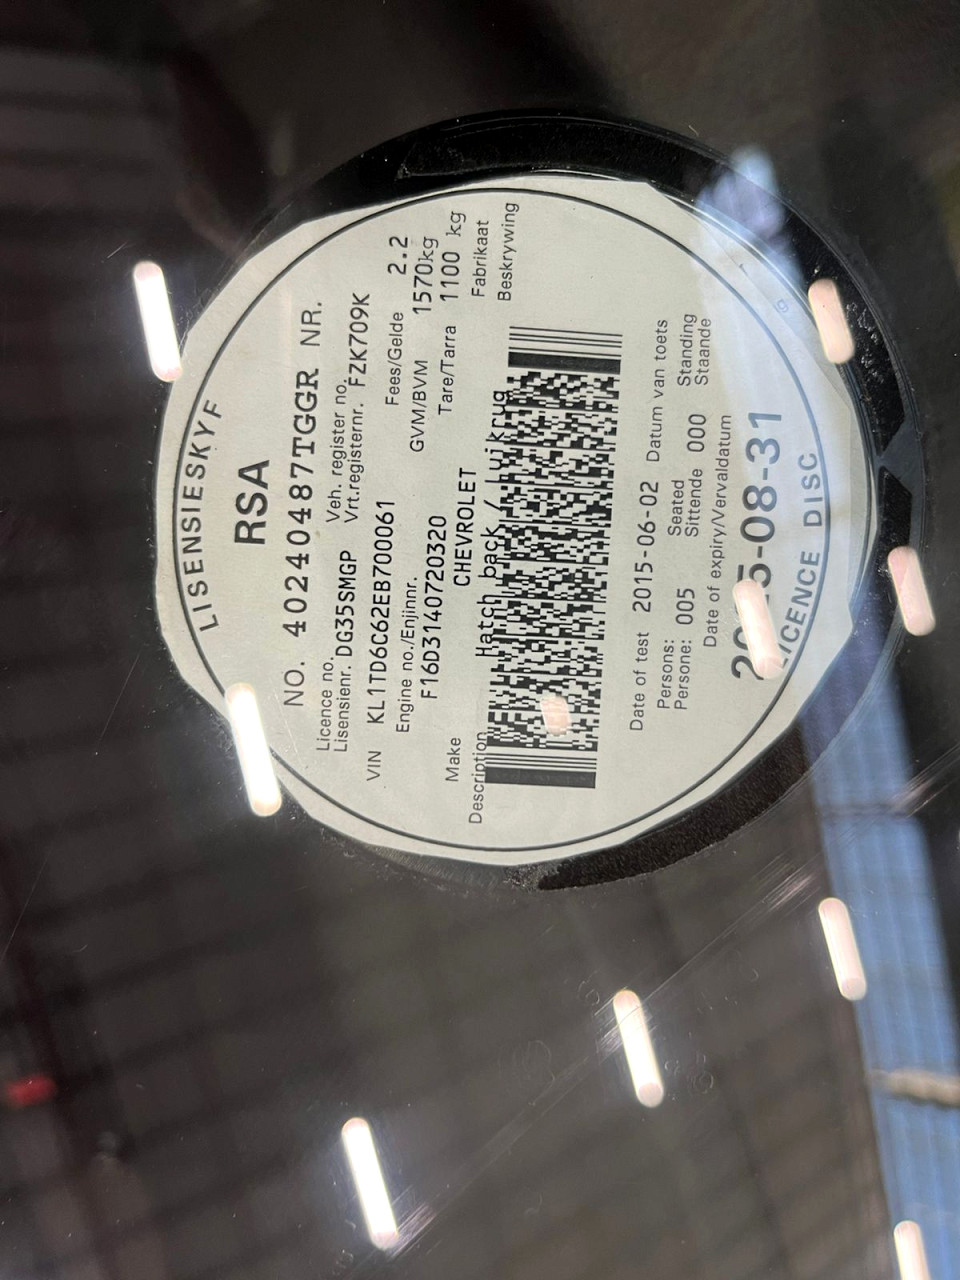 LISENSIESKYF
RSA
NO. 40240487TGGR NR.
Licence no. Veh. register no.
Lisensienr. DG35SMGP Vrt.registernr. FZK709K
VIN KL1TD6C62EB700061 Fees/Gelde 2.2
Engine no./Enjinnr. GVM/BVM 1570kg
F16D3140720320 Tare/Tarra 1100 kg
Make CHEVROLET Fabrikaat
Description Hatch back / Luikrug Beskrywing
Date of test 2015-06-02 Datum van toets
Persons: Seated Standing
Persone: 005 Sittende 000 Staande
Date of expiry/Vervaldatum
-08-31
LICENCE DISC